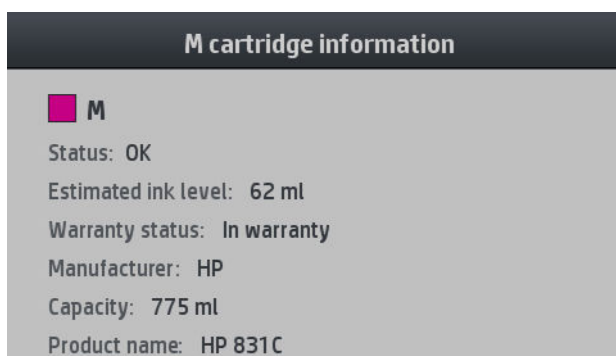 M cartridge information
M
Status: OK
Estimated ink level: 62 ml
Warranty status: In warranty
Manufacturer: HP
Capacity: 775 ml
Product name: HP 831C